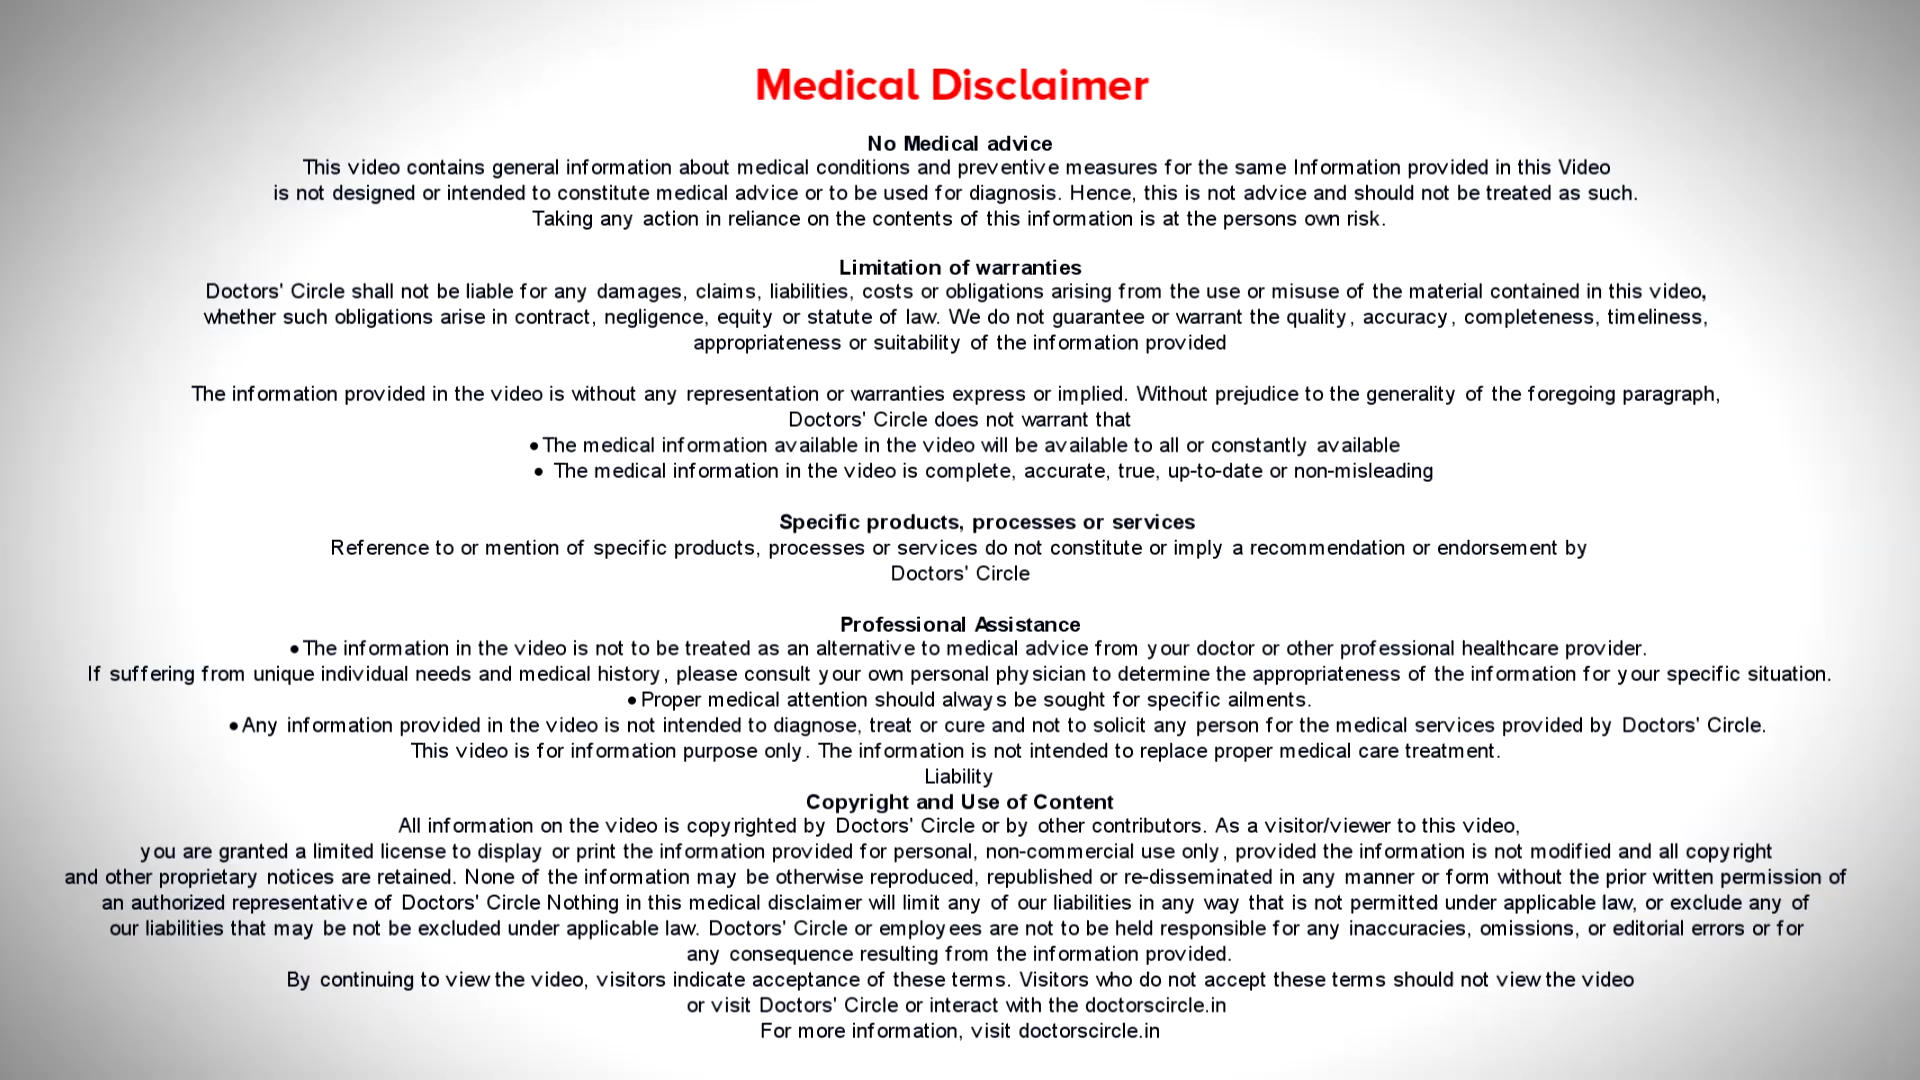 Medical Disclaimer
No Medical advice
This video contains general information about medical conditions and preventive measures for the same Information provided in this Video
is not designed or intended to constitute medical advice or to be used for diagnosis. Hence, this is not advice and should not be treated as such.
Taking any action in reliance on the contents of this information is at the persons own risk.
Limitation of warranties
Doctors' Circle shall not be liable for any damages, claims, liabilities, costs or obligations arising from the use or misuse of the material contained in this video,
whether such obligations arise in contract, negligence, equity or statute of law. We do not guarantee or warrant the quality, accuracy, completeness, timeliness,
appropriateness or suitability of the information provided
The information provided in the video is without any representation or warranties express or implied. Without prejudice to the generality of the foregoing paragraph,
Doctors' Circle does not warrant that
• The medical information available in the video will be available to all or constantly available
• The medical information in the video is complete, accurate, true, up-to-date or non-misleading
Specific products, processes or services
Reference to or mention of specific products, processes or services do not constitute or imply a recommendation or endorsement by
Doctors' Circle
Professional Assistance
• The information in the video is not to be treated as an alternative to medical advice from your doctor or other professional healthcare provider.
If suffering from unique individual needs and medical history, please consult your own personal physician to determine the appropriateness of the information for your specific situation.
• Proper medical attention should always be sought for specific ailments.
• Any information provided in the video is not intended to diagnose, treat or cure and not to solicit any person for the medical services provided by Doctors' Circle.
This video is for information purpose only. The information is not intended to replace proper medical care treatment.
Liability
Copyright and Use of Content
All information on the video is copyrighted by Doctors' Circle or by other contributors. As a visitor/viewer to this video,
you are granted a limited license to display or print the information provided for personal, non-commercial use only, provided the information is not modified and all copyright
and other proprietary notices are retained. None of the information may be otherwise reproduced, republished or re-disseminated in any manner or form without the prior written permission of
an authorized representative of Doctors' Circle Nothing in this medical disclaimer will limit any of our liabilities in any way that is not permitted under applicable law, or exclude any of
our liabilities that may be not be excluded under applicable law. Doctors' Circle or employees are not to be held responsible for any inaccuracies, omissions, or editorial errors or for
any consequence resulting from the information provided.
By continuing to view the video, visitors indicate acceptance of these terms. Visitors who do not accept these terms should not view the video
or visit Doctors' Circle or interact with the doctorscircle.in
For more information, visit doctorscircle.in